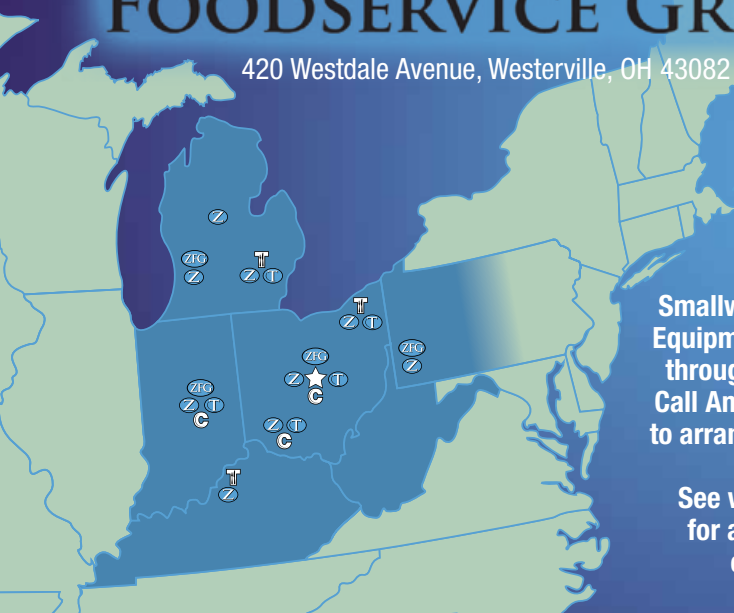 FOODSERVICE GR
420 Westdale Avenue, Westerville, OH 43082
Z
ZFG
Z
T
Z T
T
Z T
ZFG
Z
ZFG
Z T
C
ZFG
Z T
C
Z T
C
T
Z
Smallw
Equipm
throug
Call An
to arran
See v
for a